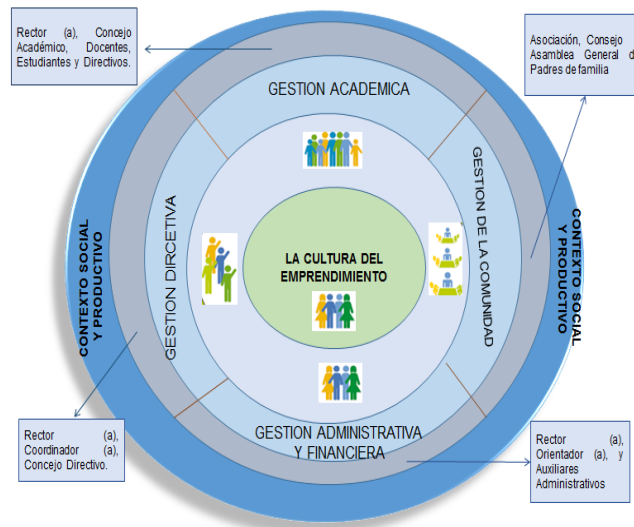 Rector (a), Concejo
Académico, Docentes,
Estudiantes y Directivos.
Asociación, Consejo
Asamblea General d
Padres de familia
GESTION ACADEMICA
GESTION DIRCETIVA
GESTION DE LA COMUNIDAD
CONTEXTO SOCIAL
Y PRODUCTIVO
CONTEXTO SOCIAL
Y PRODUCTIVO
LA CULTURA DEL
EMPRENDIMIENTO
GESTION ADMINISTRATIVA
Y FINANCIERA
Rector (a),
Coordinador (a),
Concejo Directivo.
Rector (a),
Orientador (a), y
Auxiliares
Administrativos